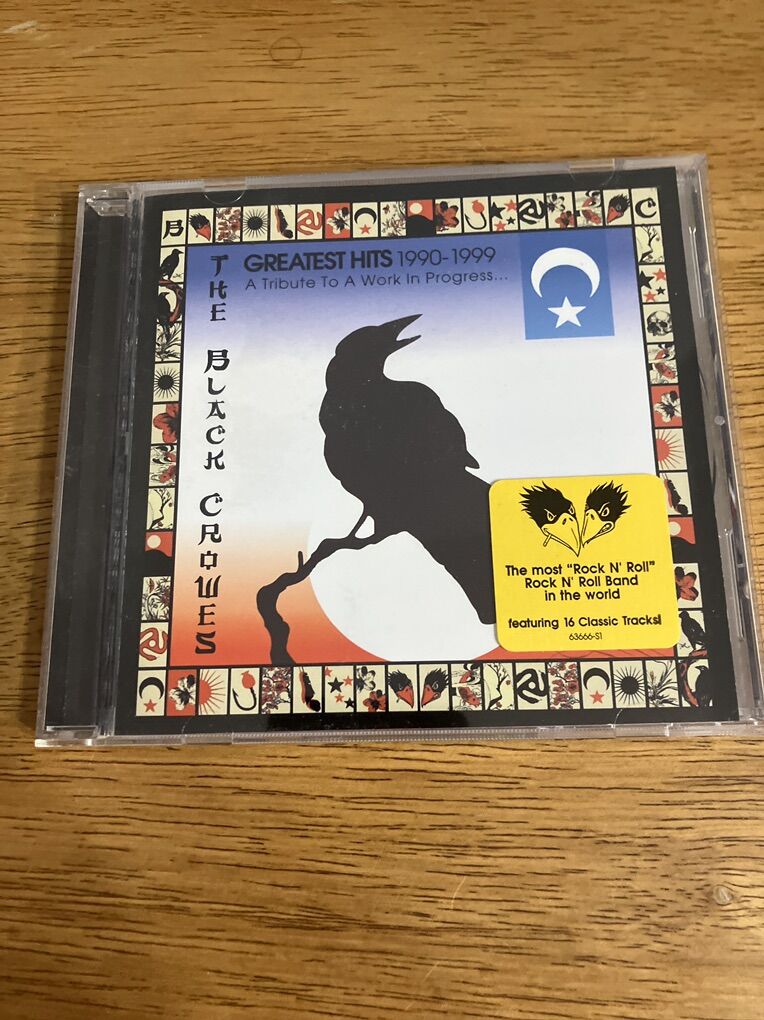 B
C
GREATEST HITS 1990-1999
A Tribute To A Work In Progress...
THE BLACK CROWES
The most "Rock N' Roll"
Rock N' Roll Band
in the world
featuring 16 Classic Tracks!
63666-S1